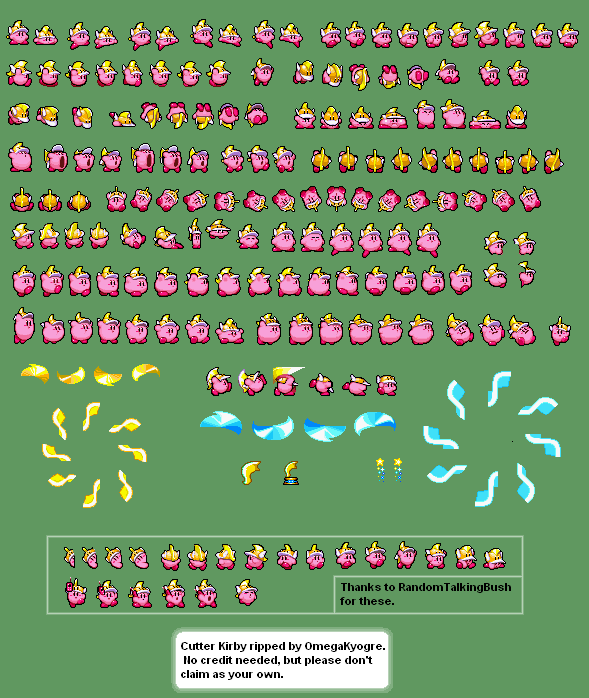 Thanks to RandomTalkingBush
for these.
Cutter Kirby ripped by OmegaKyogre.
No credit needed, but please don't
claim as your own.